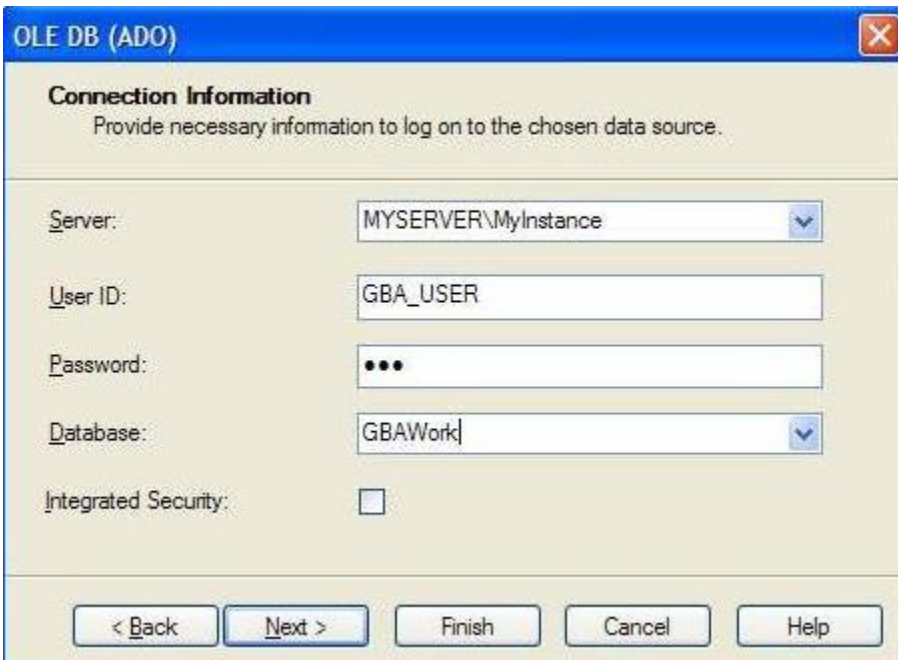 OLE DB (ADO)
Connection Information
Provide necessary information to log on to the chosen data source.
Server: MYSERVER\MyInstance
User ID: GBA_USER
Password: •••
Database: GBAWork
Integrated Security:
< Back Next > Finish Cancel Help